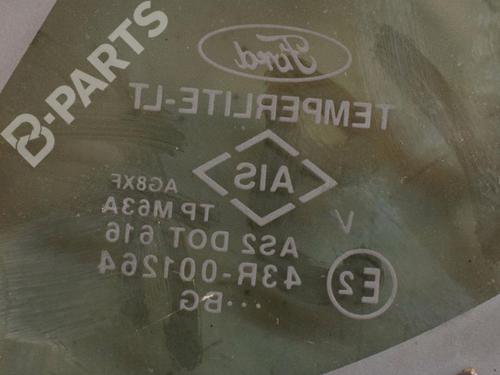 B-PARTS
Ford
TEMPERLITE-LT
AIS
AG8XF
TP M63A
V
AS2 DOT 616
43R-001264
E2
...BG